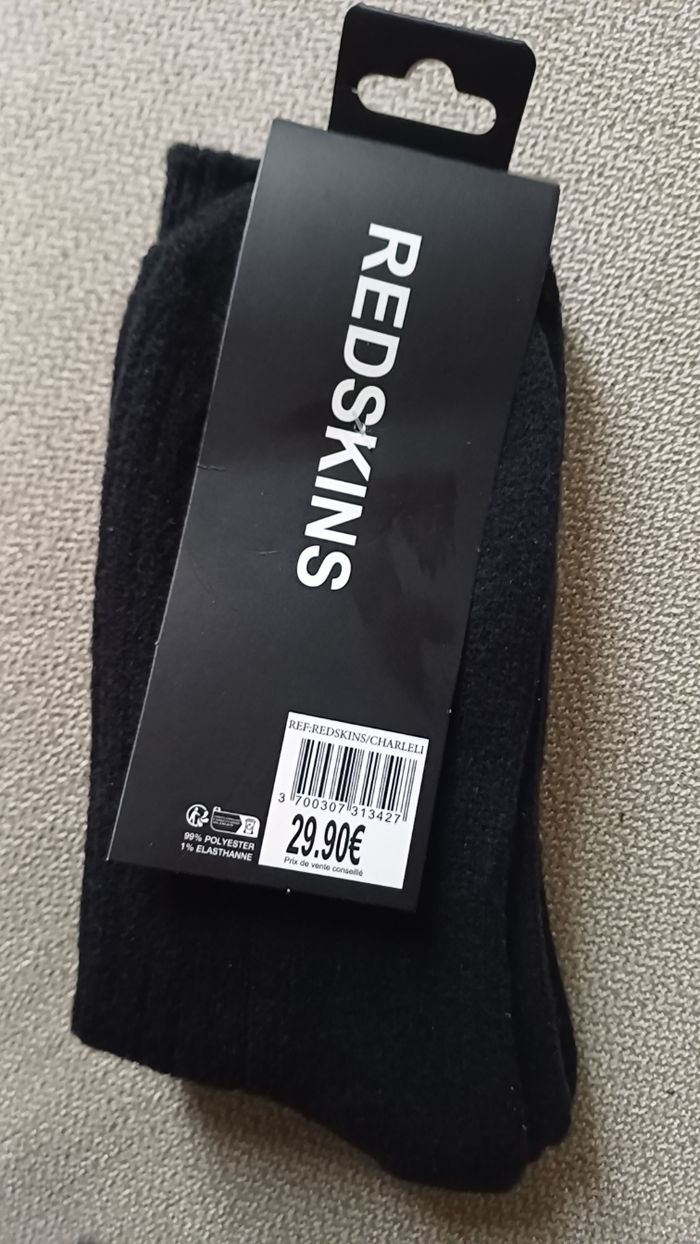 REDSKINS
REF:REDSKINS/CHARLELI
3 700307 313427
29.90€
Prix de vente conseillé
99% POLYESTER
1% ELASTHANNE